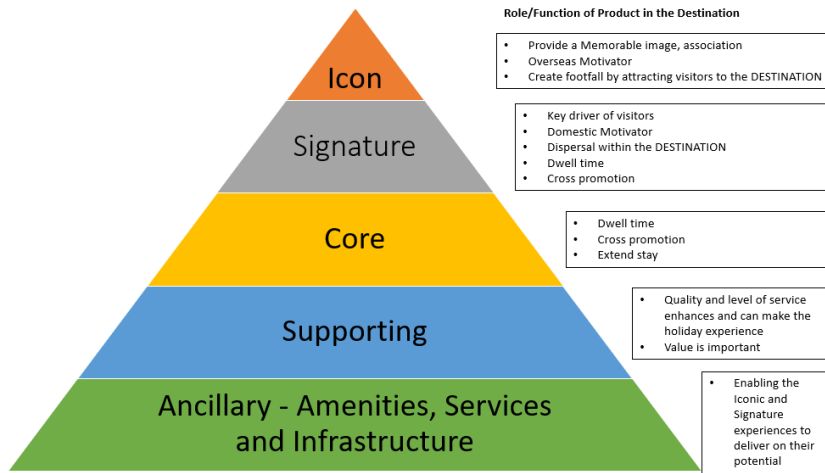 Role/Function of Product in the Destination
Icon
• Provide a Memorable image, association
• Overseas Motivator
• Create footfall by attracting visitors to the DESTINATION
Signature
• Key driver of visitors
• Domestic Motivator
• Dispersal within the DESTINATION
• Dwell time
• Cross promotion
Core
• Dwell time
• Cross promotion
• Extend stay
Supporting
• Quality and level of service
enhances and can make the
holiday experience
• Value is important
Ancillary - Amenities, Services
and Infrastructure
• Enabling the
Iconic and
Signature
experiences to
deliver on their
potential